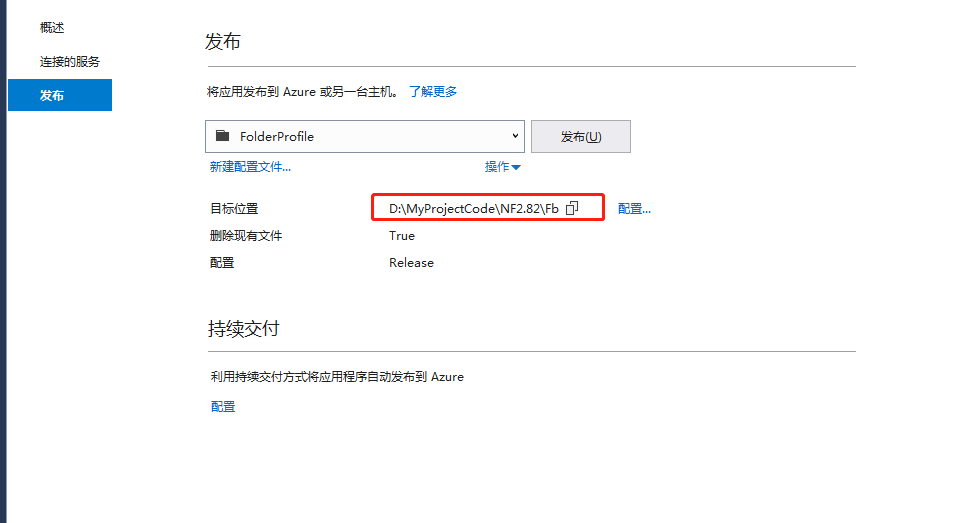 概述
连接的服务
发布
发布
将应用发布到 Azure 或另一台主机。 了解更多
FolderProfile
发布(U)
新建配置文件...
操作
目标位置 D:\MyProjectCode\NF2.82\Fb 配置...
删除现有文件 True
配置 Release
持续交付
利用持续交付方式将应用程序自动发布到 Azure
配置